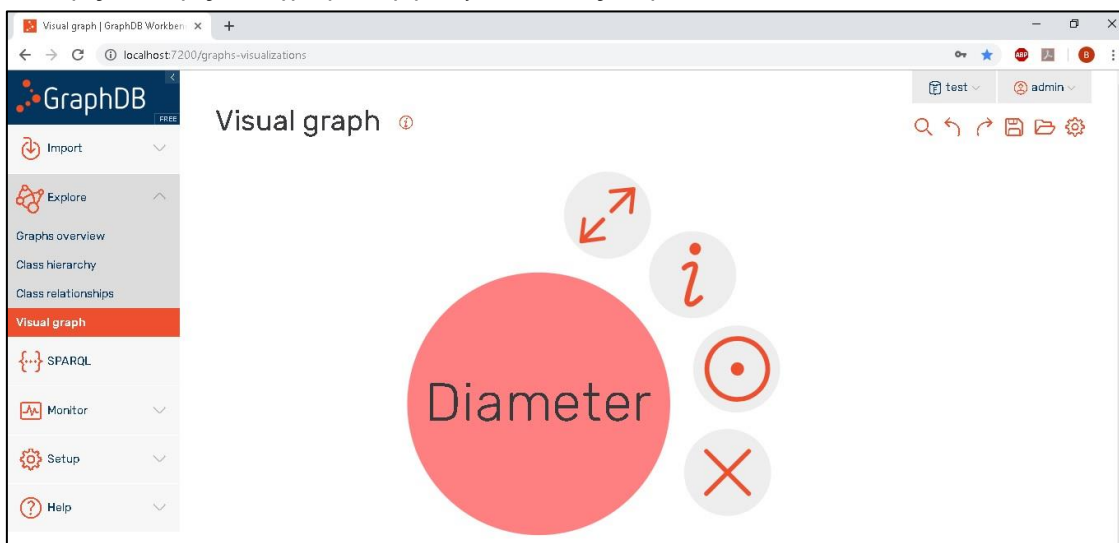 Visual graph | GraphDB Workben
localhost:7200/graphs-visualizations
ABP
B
GraphDB
FREE
test
admin
Visual graph
Import
Explore
Graphs overview
Class hierarchy
Class relationships
Visual graph
SPARQL
Monitor
Setup
Help
Diameter